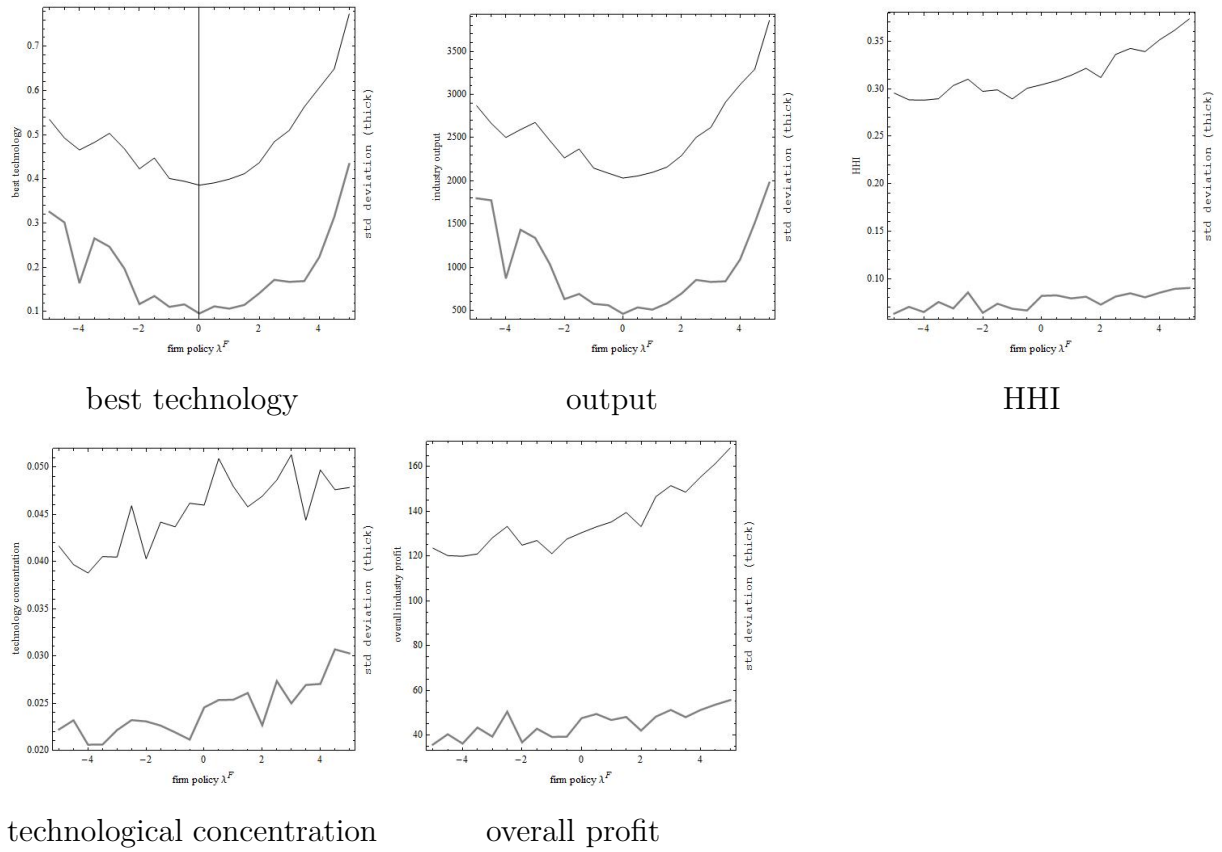 0.7
0.6
0.5
0.4
0.3
0.2
0.1
best technology
std deviation (thick)
−4 −2 0 2 4
firm policy λ^F
best technology
3500
3000
2500
2000
1500
1000
500
industry output
std deviation (thick)
−4 −2 0 2 4
firm policy λ^F
output
0.35
0.30
0.25
0.20
0.15
0.10
HHI
std deviation (thick)
−4 −2 0 2 4
firm policy λ^F
HHI
0.050
0.045
0.040
0.035
0.030
0.025
0.020
technology concentration
std deviation (thick)
−4 −2 0 2 4
firm policy λ^F
technological concentration
160
140
120
100
80
60
40
overall industry profit
std deviation (thick)
−4 −2 0 2 4
firm policy λ^F
overall profit